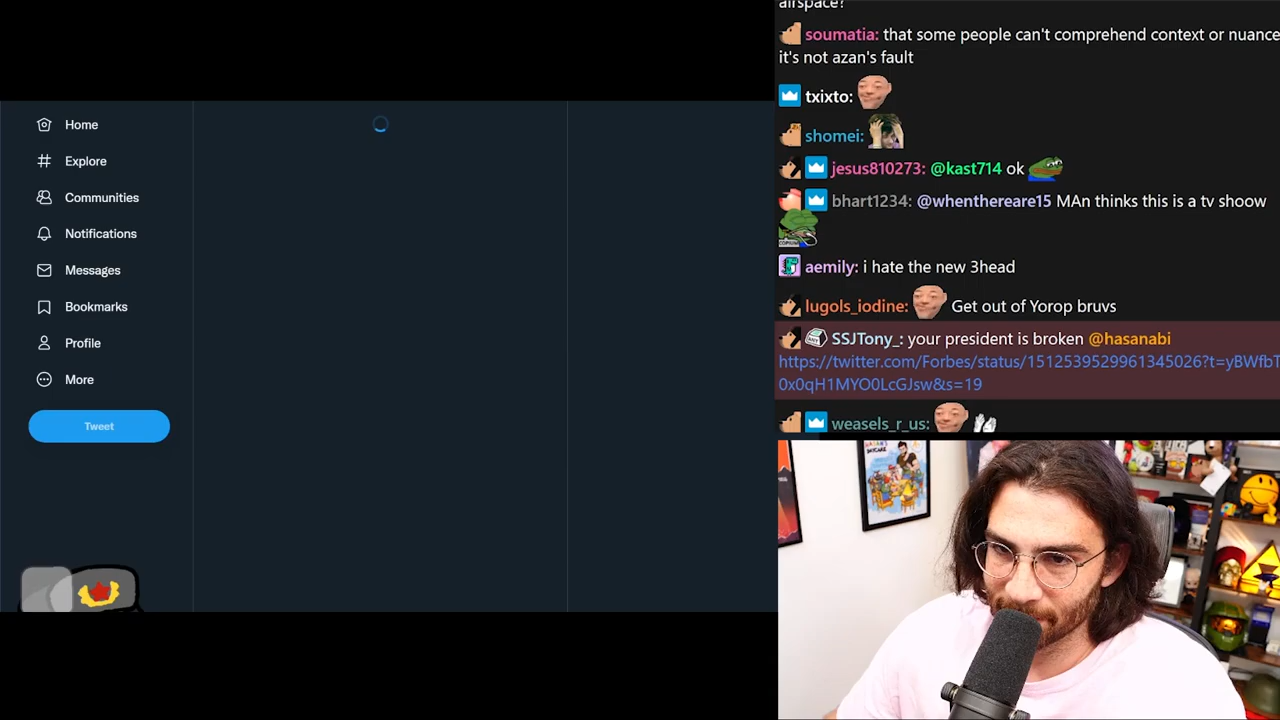 Home
Explore
Communities
Notifications
Messages
Bookmarks
Profile
More
Tweet
airspace?
soumatia: that some people can't comprehend context or nuance
it's not azan's fault
txixto:
shomei:
jesus810273: @kast714 ok
bhart1234: @whenthereare15 MAn thinks this is a tv shoow
aemily: i hate the new 3head
lugols_iodine: Get out of Yorop bruvs
SSJTony_: your president is broken @hasanabi
https://twitter.com/Forbes/status/1512539529961345026?t=yBWfbT
0x0qH1MYO0LcGJsw&s=19
weasels_r_us: